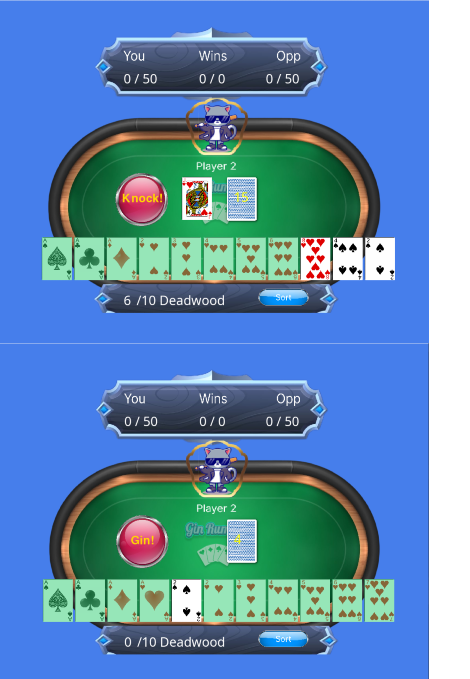 You Wins Opp
0 / 50 0 / 0 0 / 50
Player 2
Knock!
6 /10 Deadwood Sort
You Wins Opp
0 / 50 0 / 0 0 / 50
Player 2
Gin! Gin Rum
0 /10 Deadwood Sort